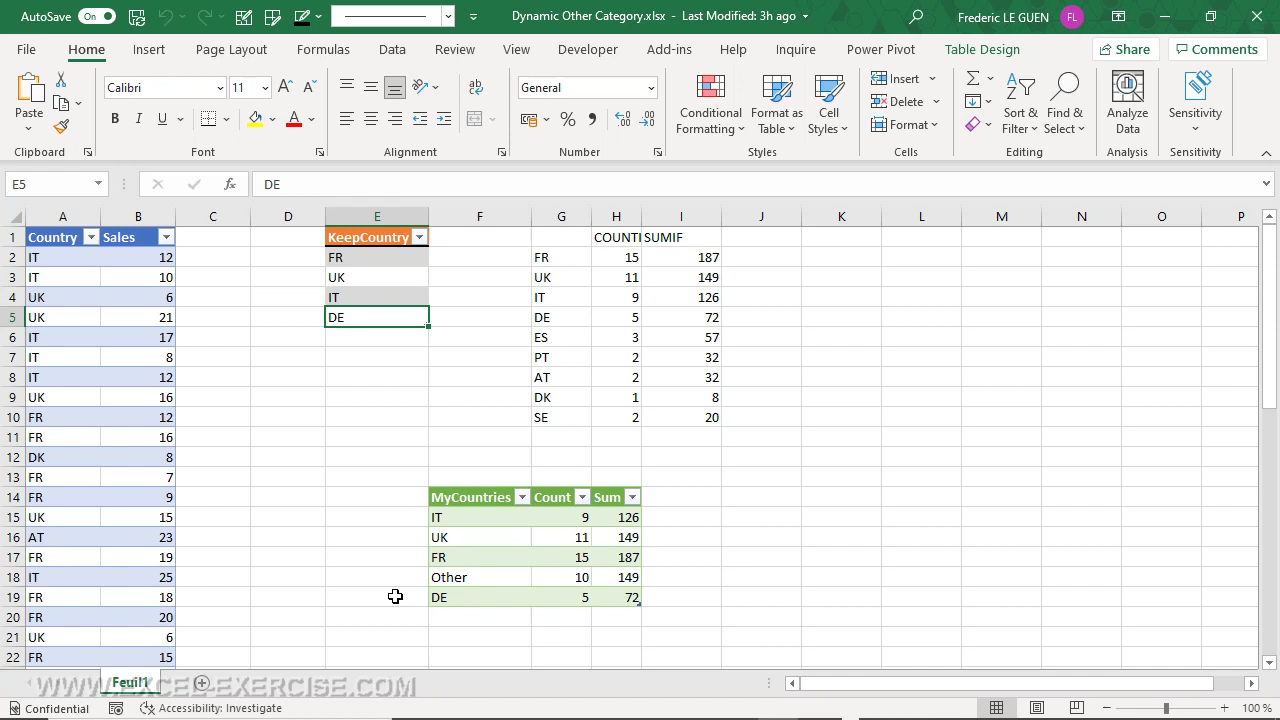 AutoSave Off
Dynamic Other Category.xlsx - Last Modified: 3h ago
Frederic LE GUEN FL
File Home Insert Page Layout Formulas Data Review View Developer Add-ins Help Inquire Power Pivot Table Design Share Comments
Paste
Clipboard
Calibri 11
B I U
Font
Alignment
General
Number
Conditional Formatting
Format as Table
Cell Styles
Styles
Insert
Delete
Format
Cells
Sort & Filter
Find & Select
Editing
Analyze Data
Analysis
Sensitivity
Sensitivity
E5 fx DE
A B C D E F G H I J K L M N O P
1 Country Sales KeepCountry COUNTI SUMIF
2 IT 12 FR FR 15 187
3 IT 10 UK UK 11 149
4 UK 6 IT IT 9 126
5 UK 21 DE DE 5 72
6 IT 17 ES 3 57
7 IT 8 PT 2 32
8 IT 12 AT 2 32
9 UK 16 DK 1 8
10 FR 12 SE 2 20
11 FR 16
12 DK 8
13 FR 7
14 FR 9 MyCountries Count Sum
15 UK 15 IT 9 126
16 AT 23 UK 11 149
17 FR 19 FR 15 187
18 IT 25 Other 10 149
19 FR 18 DE 5 72
20 FR 20
21 UK 6
22 FR 15
Feuil1
WWW.EXCEL-EXERCISE.COM
Confidential Accessibility: Investigate 100 %